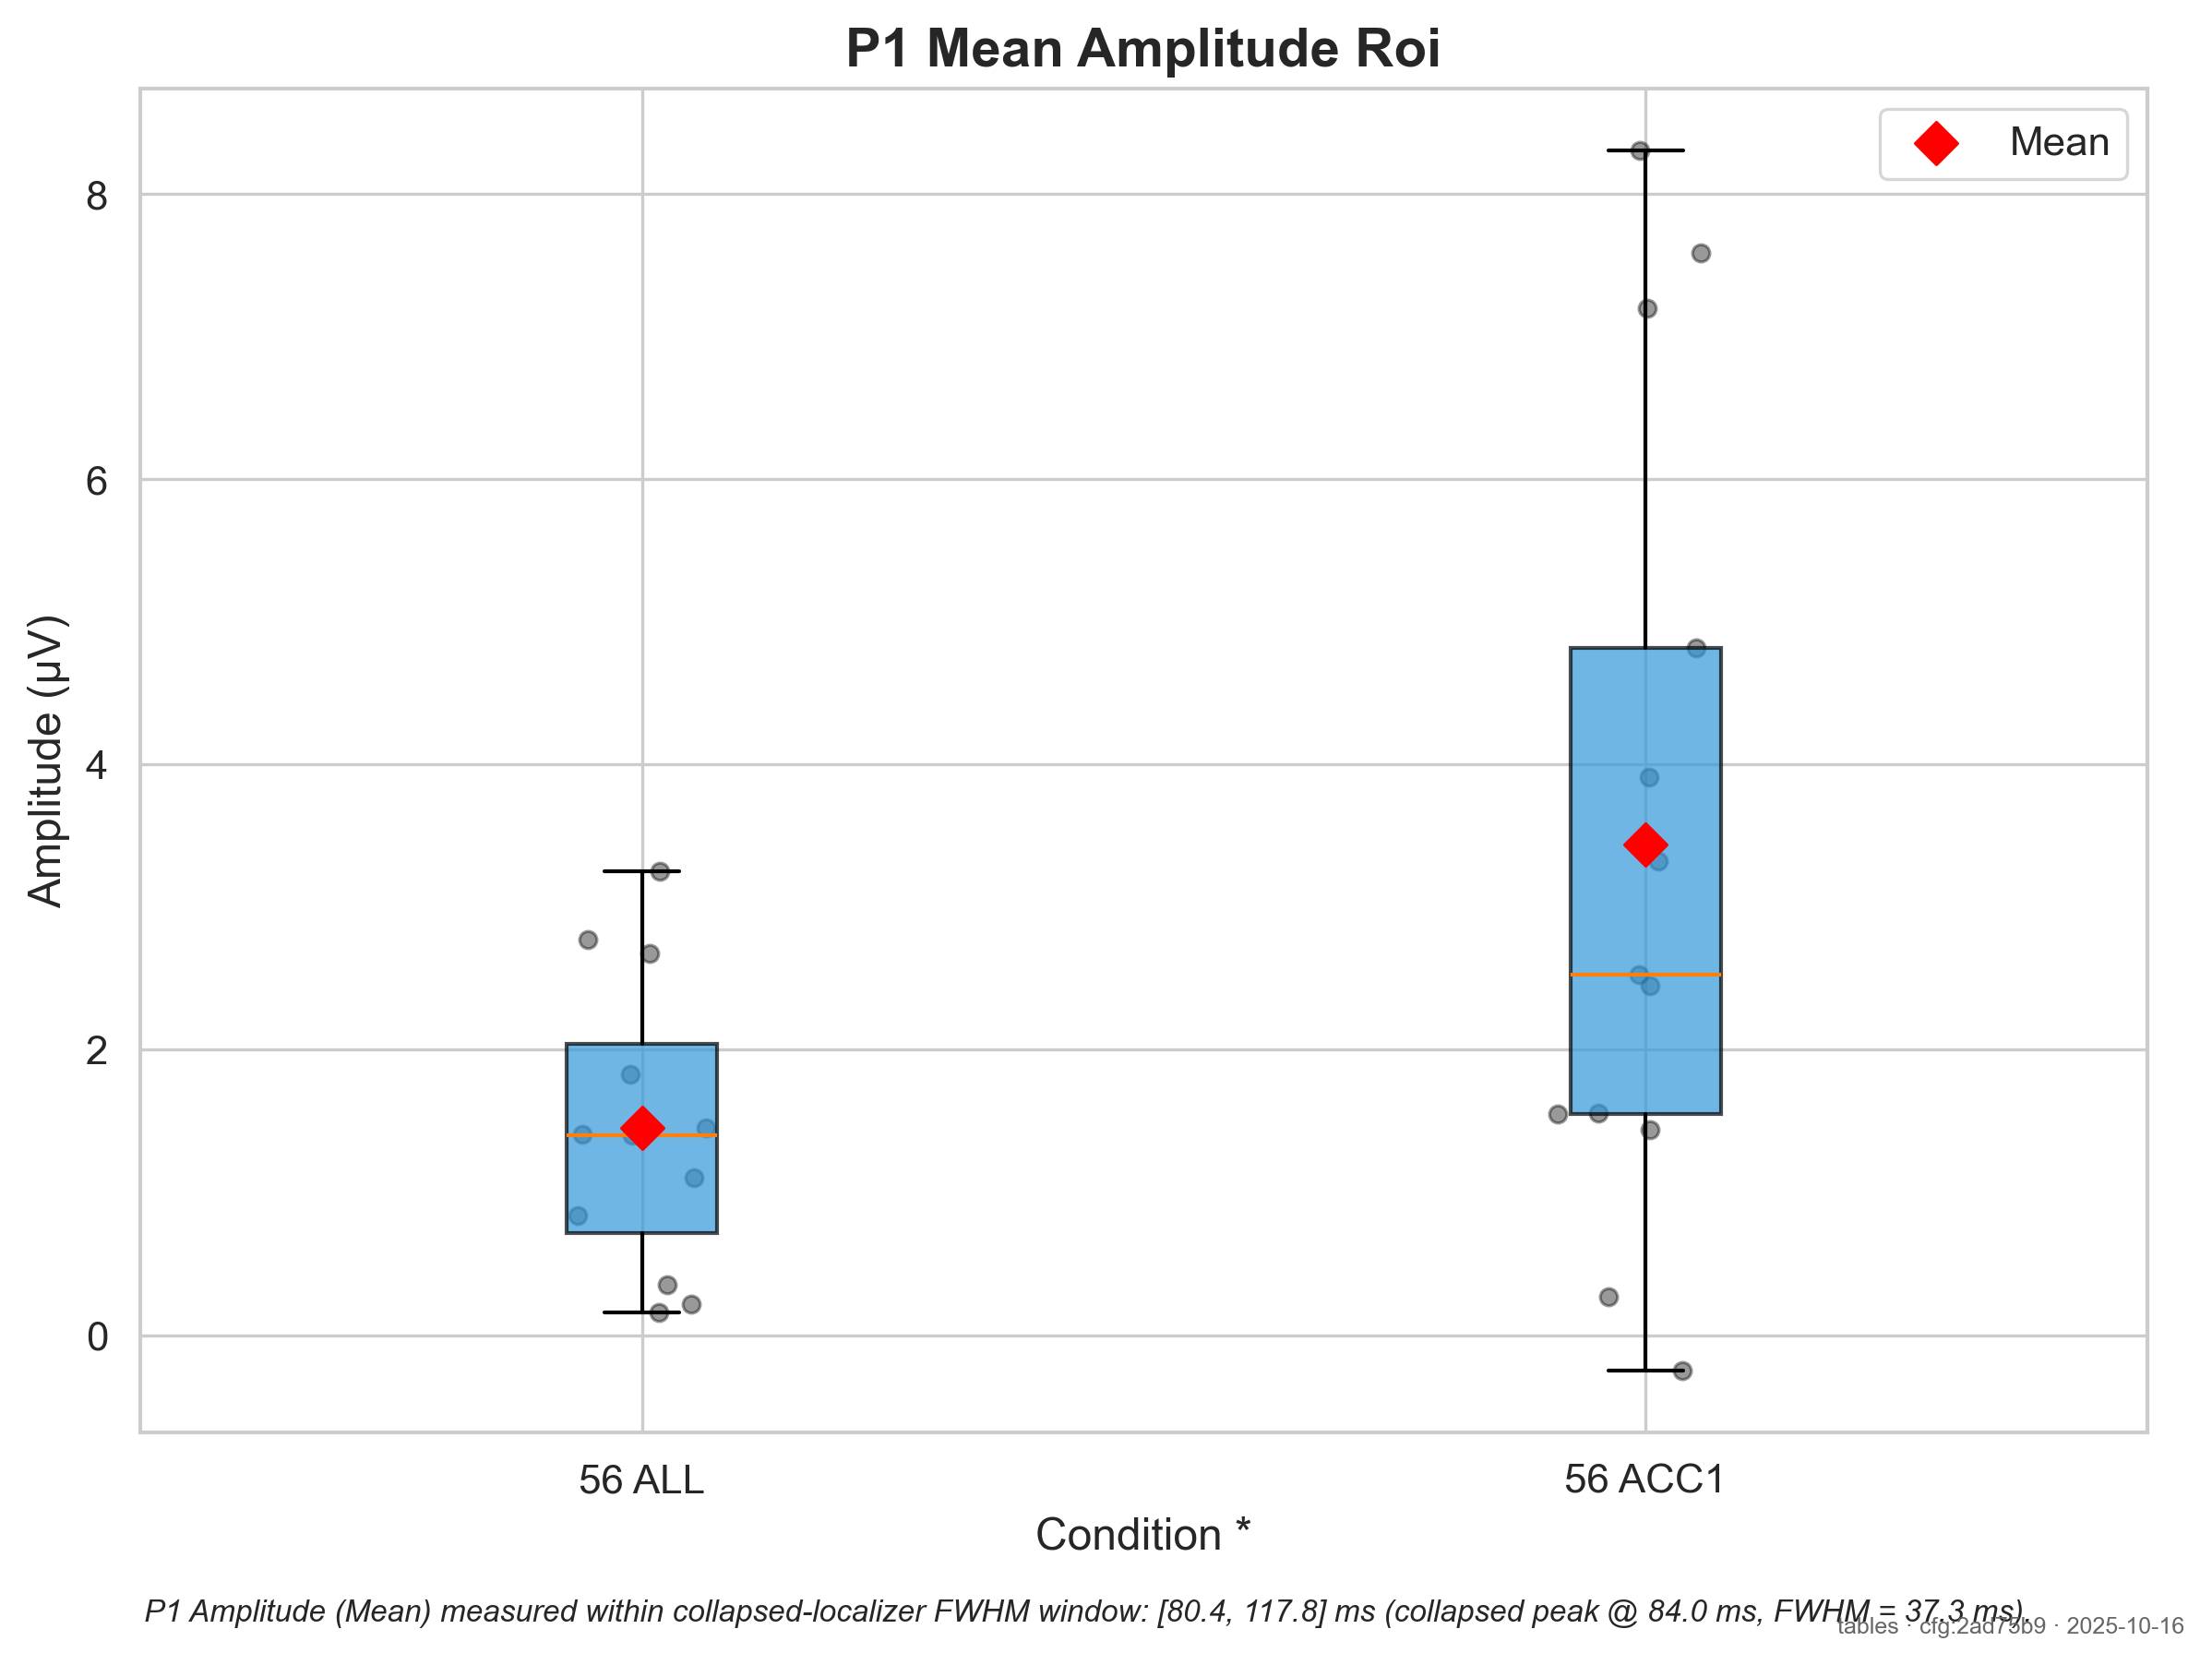 P1 Mean Amplitude Roi
Mean
8
6
4
2
0
Amplitude (µV)
56 ALL
56 ACC1
Condition *
P1 Amplitude (Mean) measured within collapsed-localizer FWHM window: [80.4, 117.8] ms (collapsed peak @ 84.0 ms, FWHM = 37.3 ms).
tables · cfg:2ad75b9 · 2025-10-16